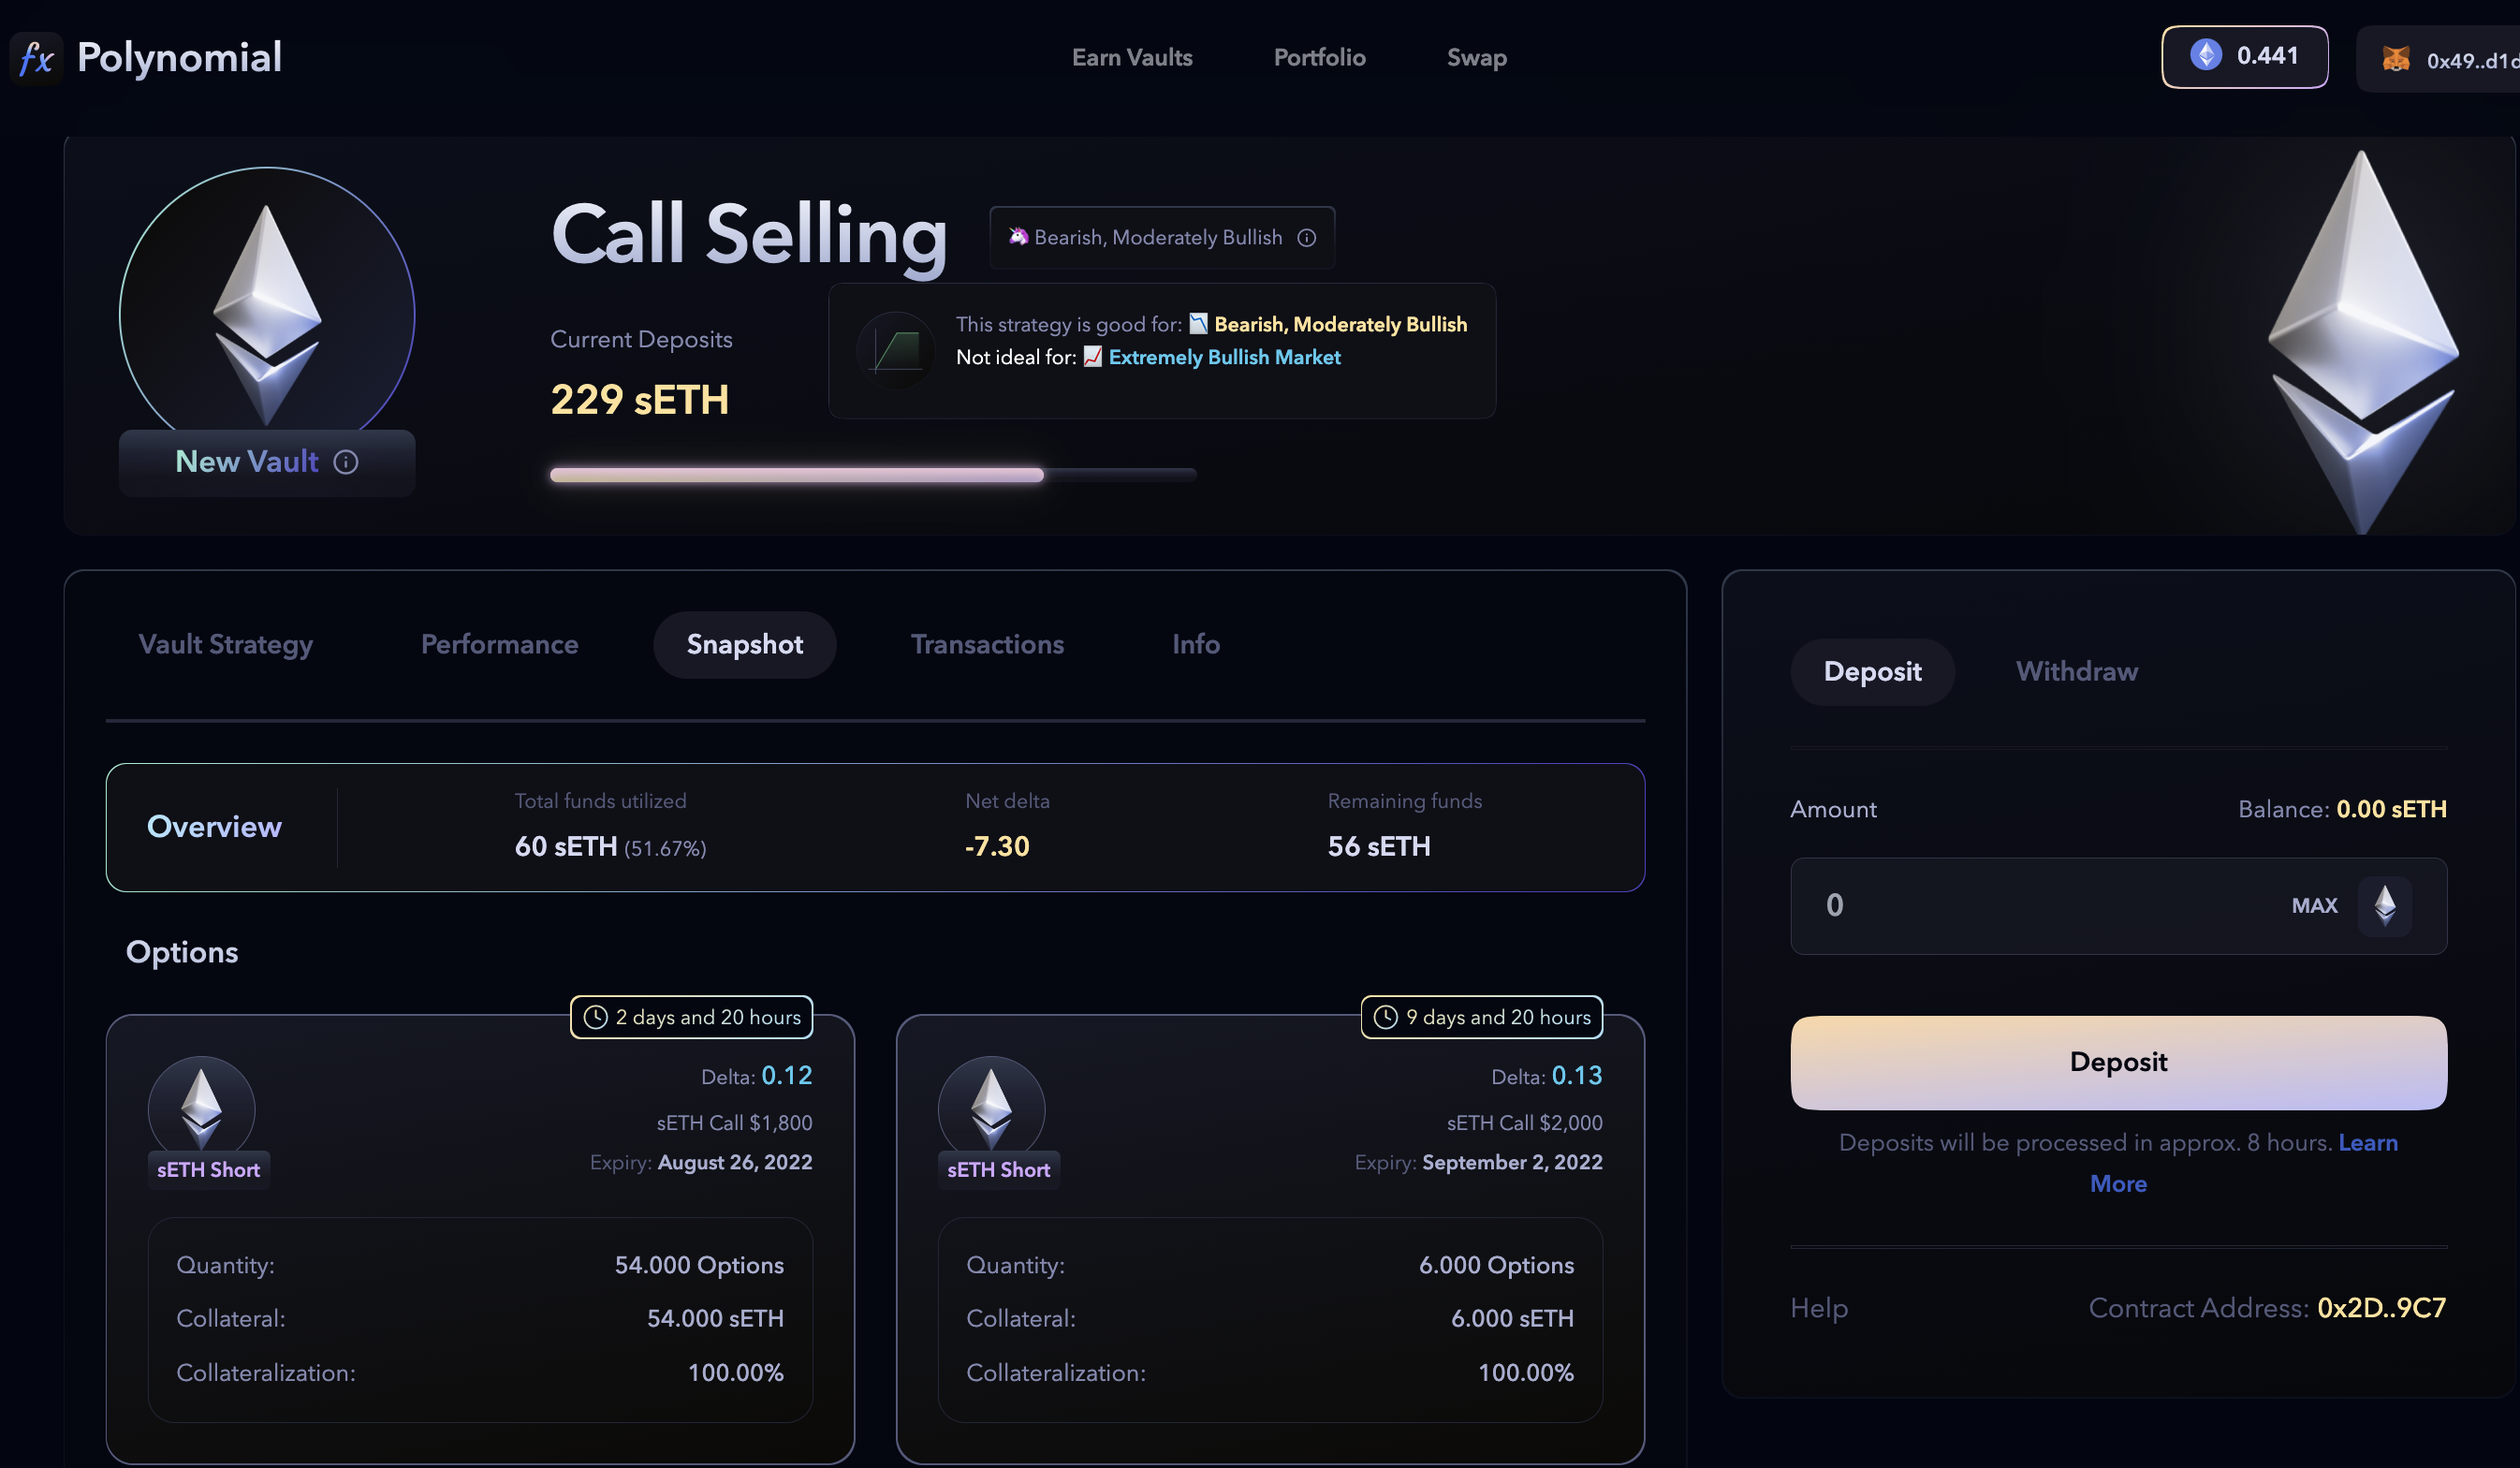 fx Polynomial
Earn Vaults
Portfolio
Swap
0.441
0x49..d1d
Call Selling
🦄 Bearish, Moderately Bullish
Current Deposits
229 sETH
This strategy is good for: 📉 Bearish, Moderately Bullish
Not ideal for: 📈 Extremely Bullish Market
New Vault
Vault Strategy
Performance
Snapshot
Transactions
Info
Overview
Total funds utilized
60 sETH (51.67%)
Net delta
-7.30
Remaining funds
56 sETH
Options
2 days and 20 hours
Delta: 0.12
sETH Call $1,800
Expiry: August 26, 2022
sETH Short
Quantity: 54.000 Options
Collateral: 54.000 sETH
Collateralization: 100.00%
9 days and 20 hours
Delta: 0.13
sETH Call $2,000
Expiry: September 2, 2022
sETH Short
Quantity: 6.000 Options
Collateral: 6.000 sETH
Collateralization: 100.00%
Deposit
Withdraw
Amount
Balance: 0.00 sETH
0
MAX
Deposit
Deposits will be processed in approx. 8 hours. Learn
More
Help
Contract Address: 0x2D..9C7